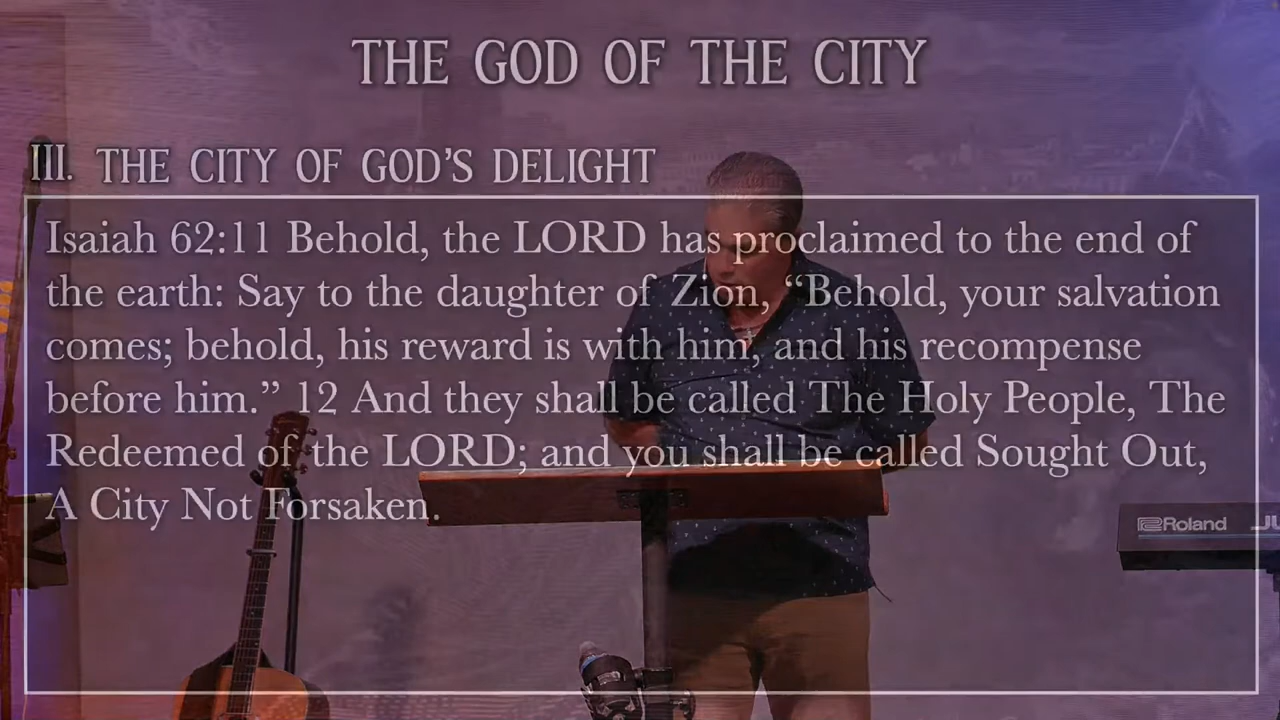 THE GOD OF THE CITY
III. THE CITY OF GOD'S DELIGHT
Isaiah 62:11 Behold, the LORD has proclaimed to the end of
the earth: Say to the daughter of Zion, “Behold, your salvation
comes; behold, his reward is with him, and his recompense
before him.” 12 And they shall be called The Holy People, The
Redeemed of the LORD; and you shall be called Sought Out,
A City Not Forsaken.
Roland JU